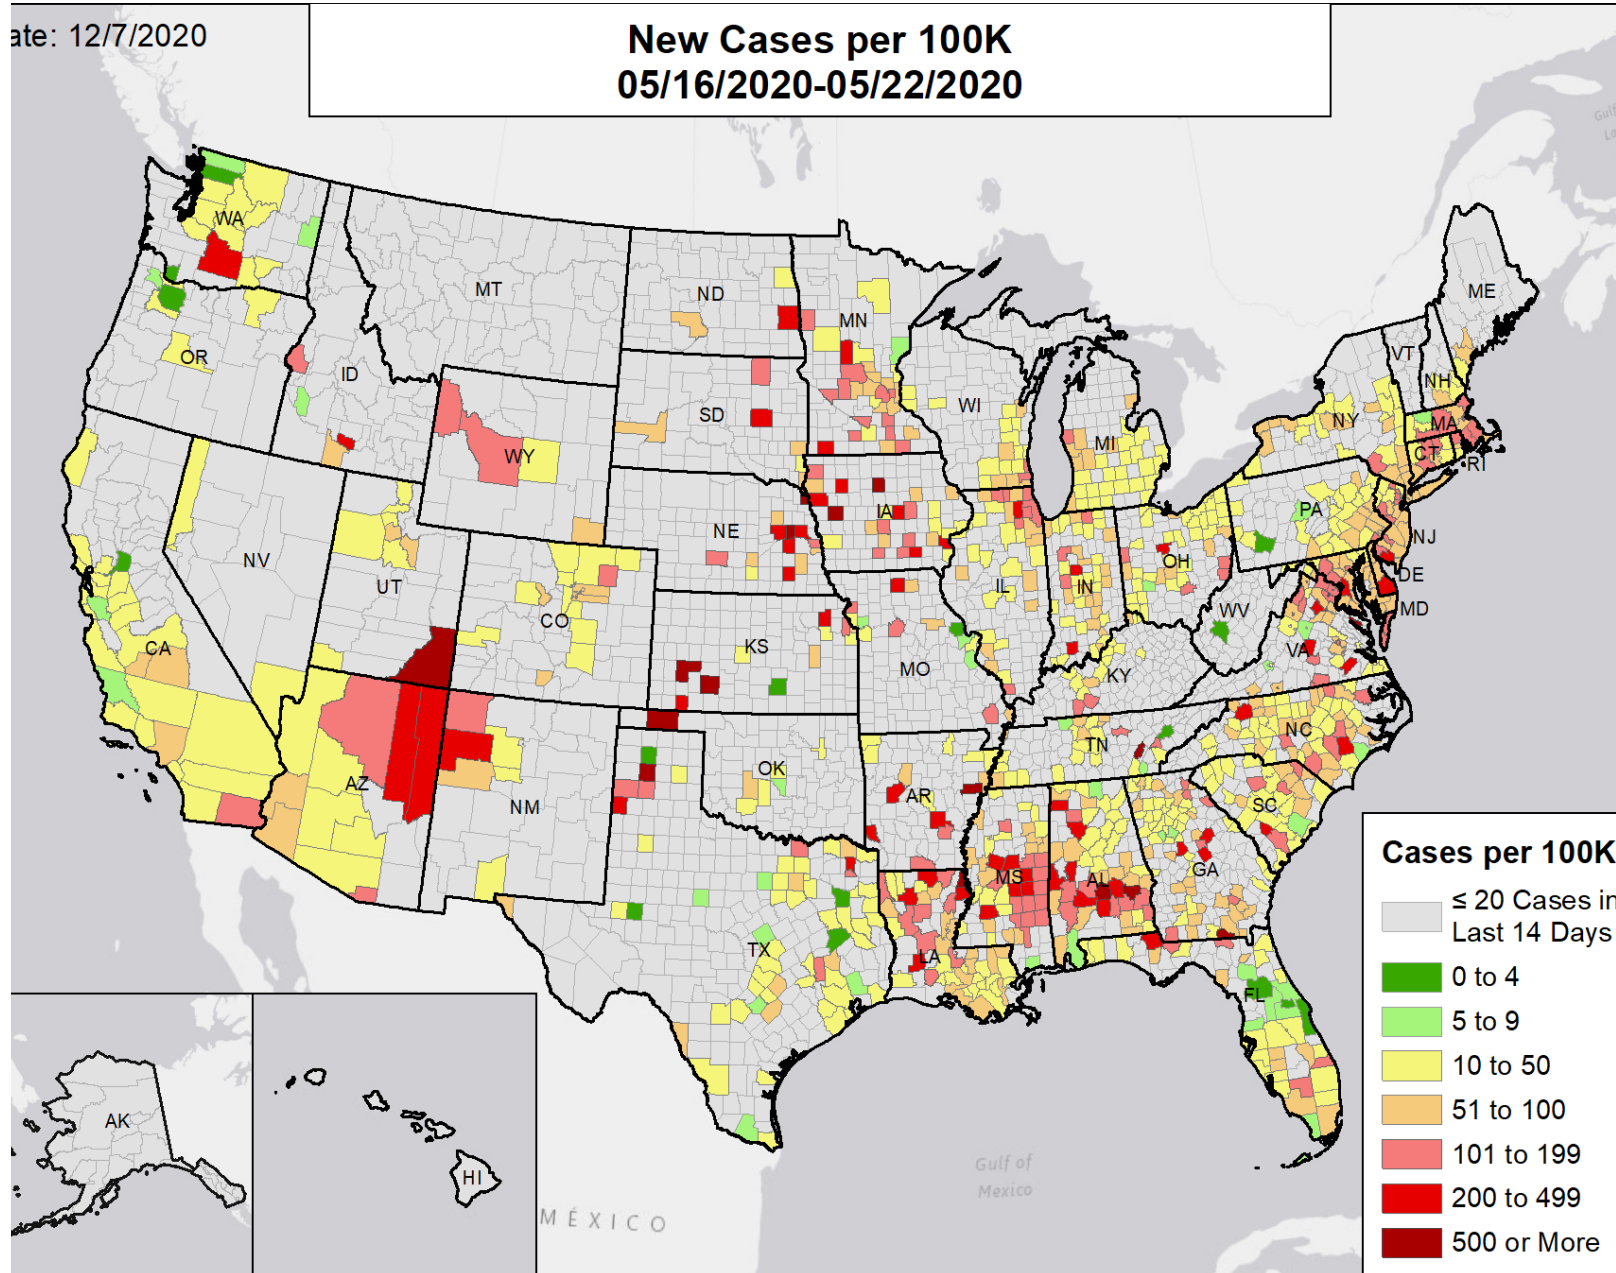 ate: 12/7/2020
New Cases per 100K
05/16/2020-05/22/2020
WA
MT
ND
MN
ME
OR
ID
SD
WI
MI
VT
NH
NY
MA
CT
RI
WY
NE
IA
PA
NJ
NV
UT
CO
IL
IN
OH
DE
MD
WV
CA
KS
MO
KY
VA
AZ
NM
OK
AR
TN
NC
SC
MS
AL
GA
TX
LA
FL
AK
HI
Gulf of
Mexico
MÉXICO
Cases per 100K
≤ 20 Cases in
Last 14 Days
0 to 4
5 to 9
10 to 50
51 to 100
101 to 199
200 to 499
500 or More